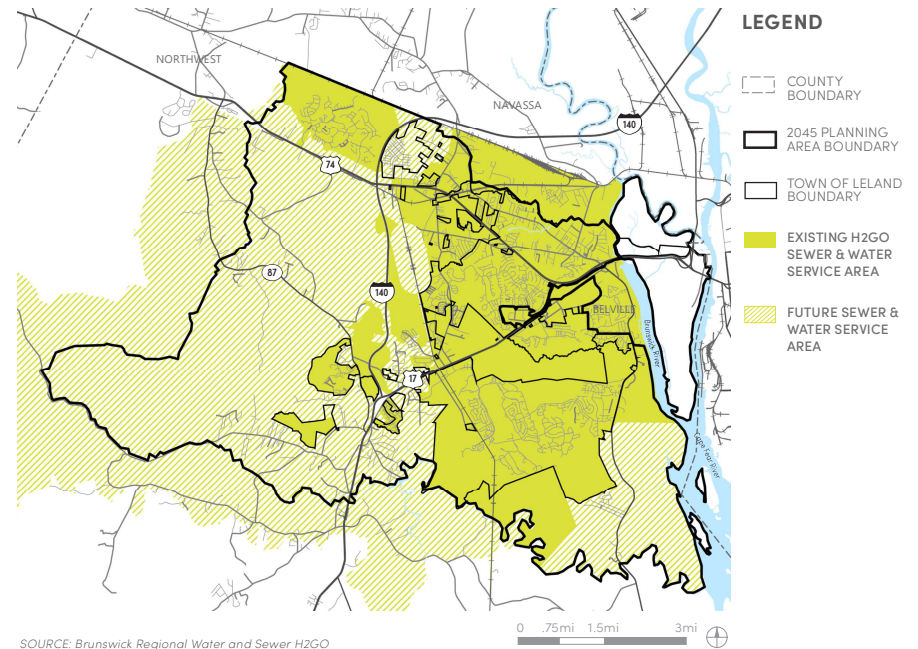 LEGEND
NORTHWEST
COUNTY
BOUNDARY
NAVASSA
140
2045 PLANNING
AREA BOUNDARY
74
TOWN OF LELAND
BOUNDARY
EXISTING H2GO
SEWER & WATER
SERVICE AREA
87
140
BELVILLE
FUTURE SEWER &
WATER SERVICE
AREA
Brunswick River
17
Cape Fear River
0 .75mi 1.5mi 3mi
SOURCE: Brunswick Regional Water and Sewer H2GO